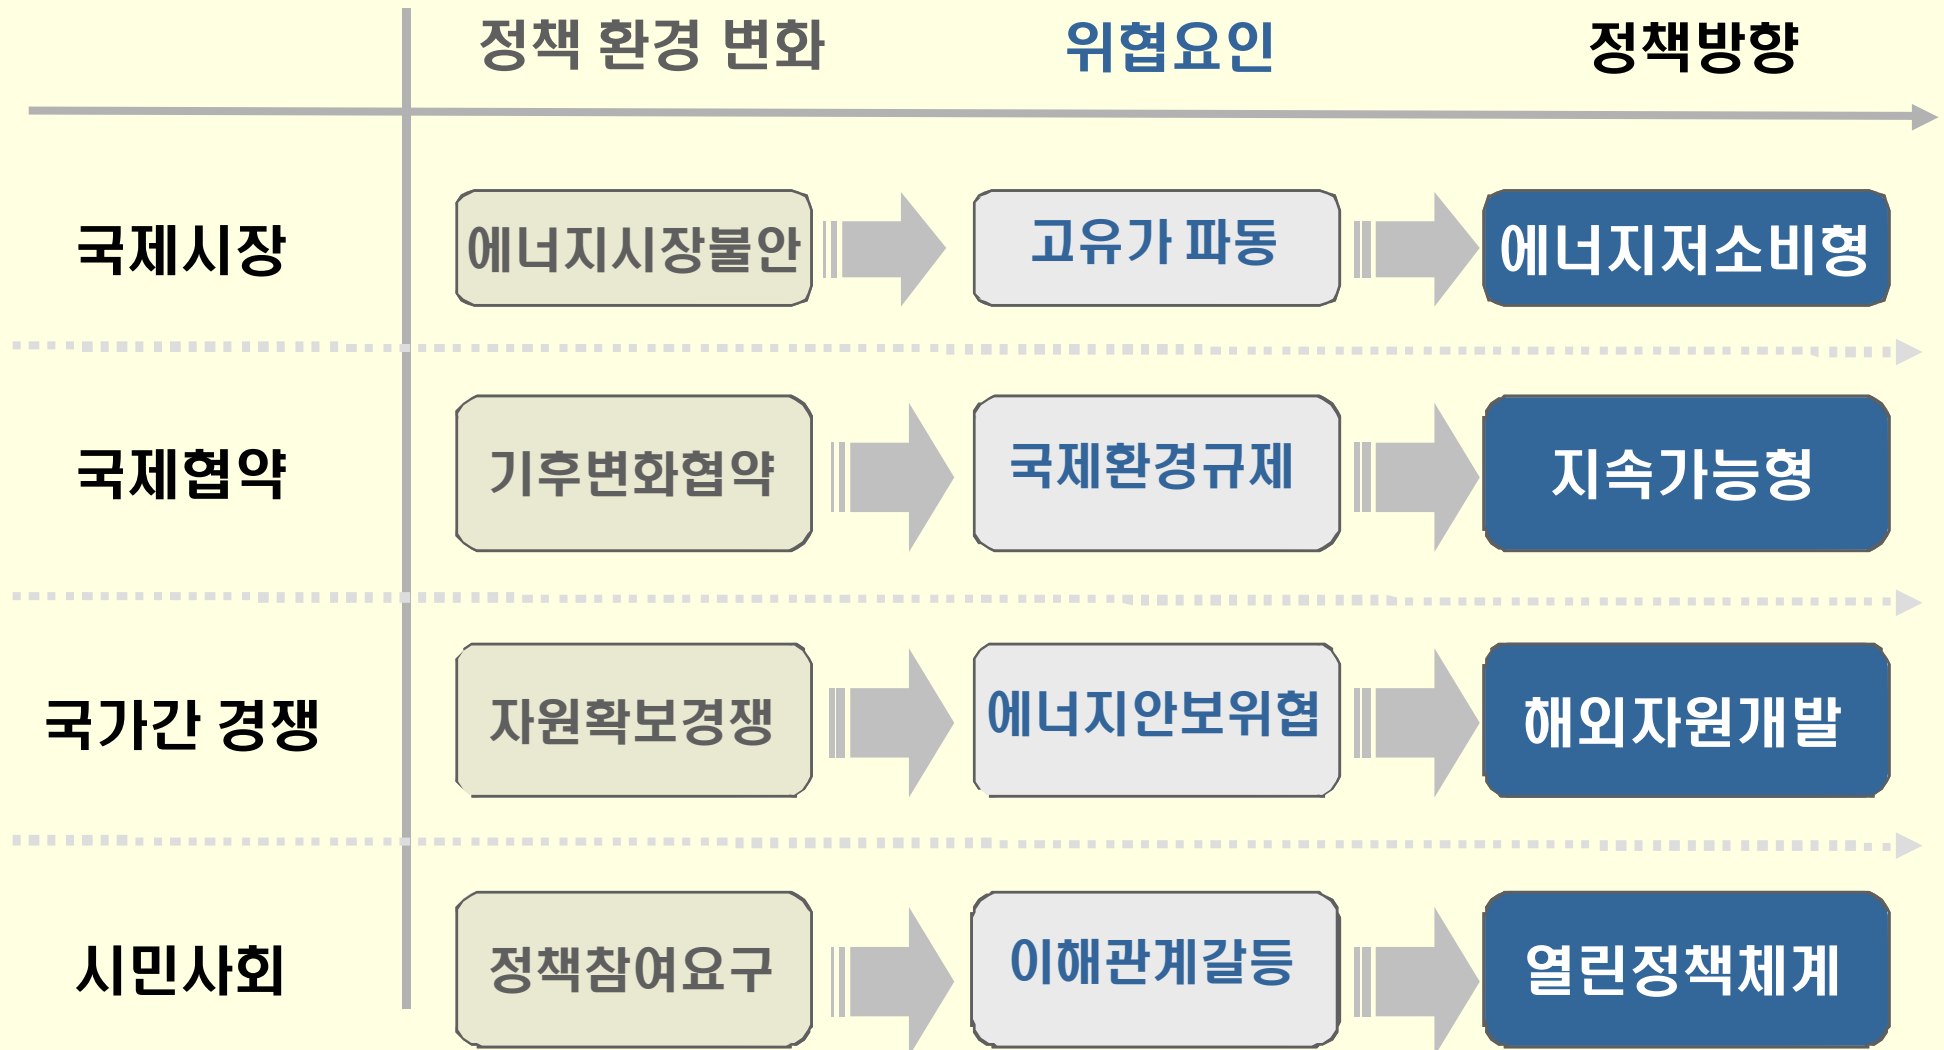 정책 환경 변화 위협요인 정책방향
국제시장 에너지시장불안 고유가 파동 에너지저소비형
국제협약 기후변화협약 국제환경규제 지속가능형
국가간 경쟁 자원확보경쟁 에너지안보위협 해외자원개발
시민사회 정책참여요구 이해관계갈등 열린정책체계